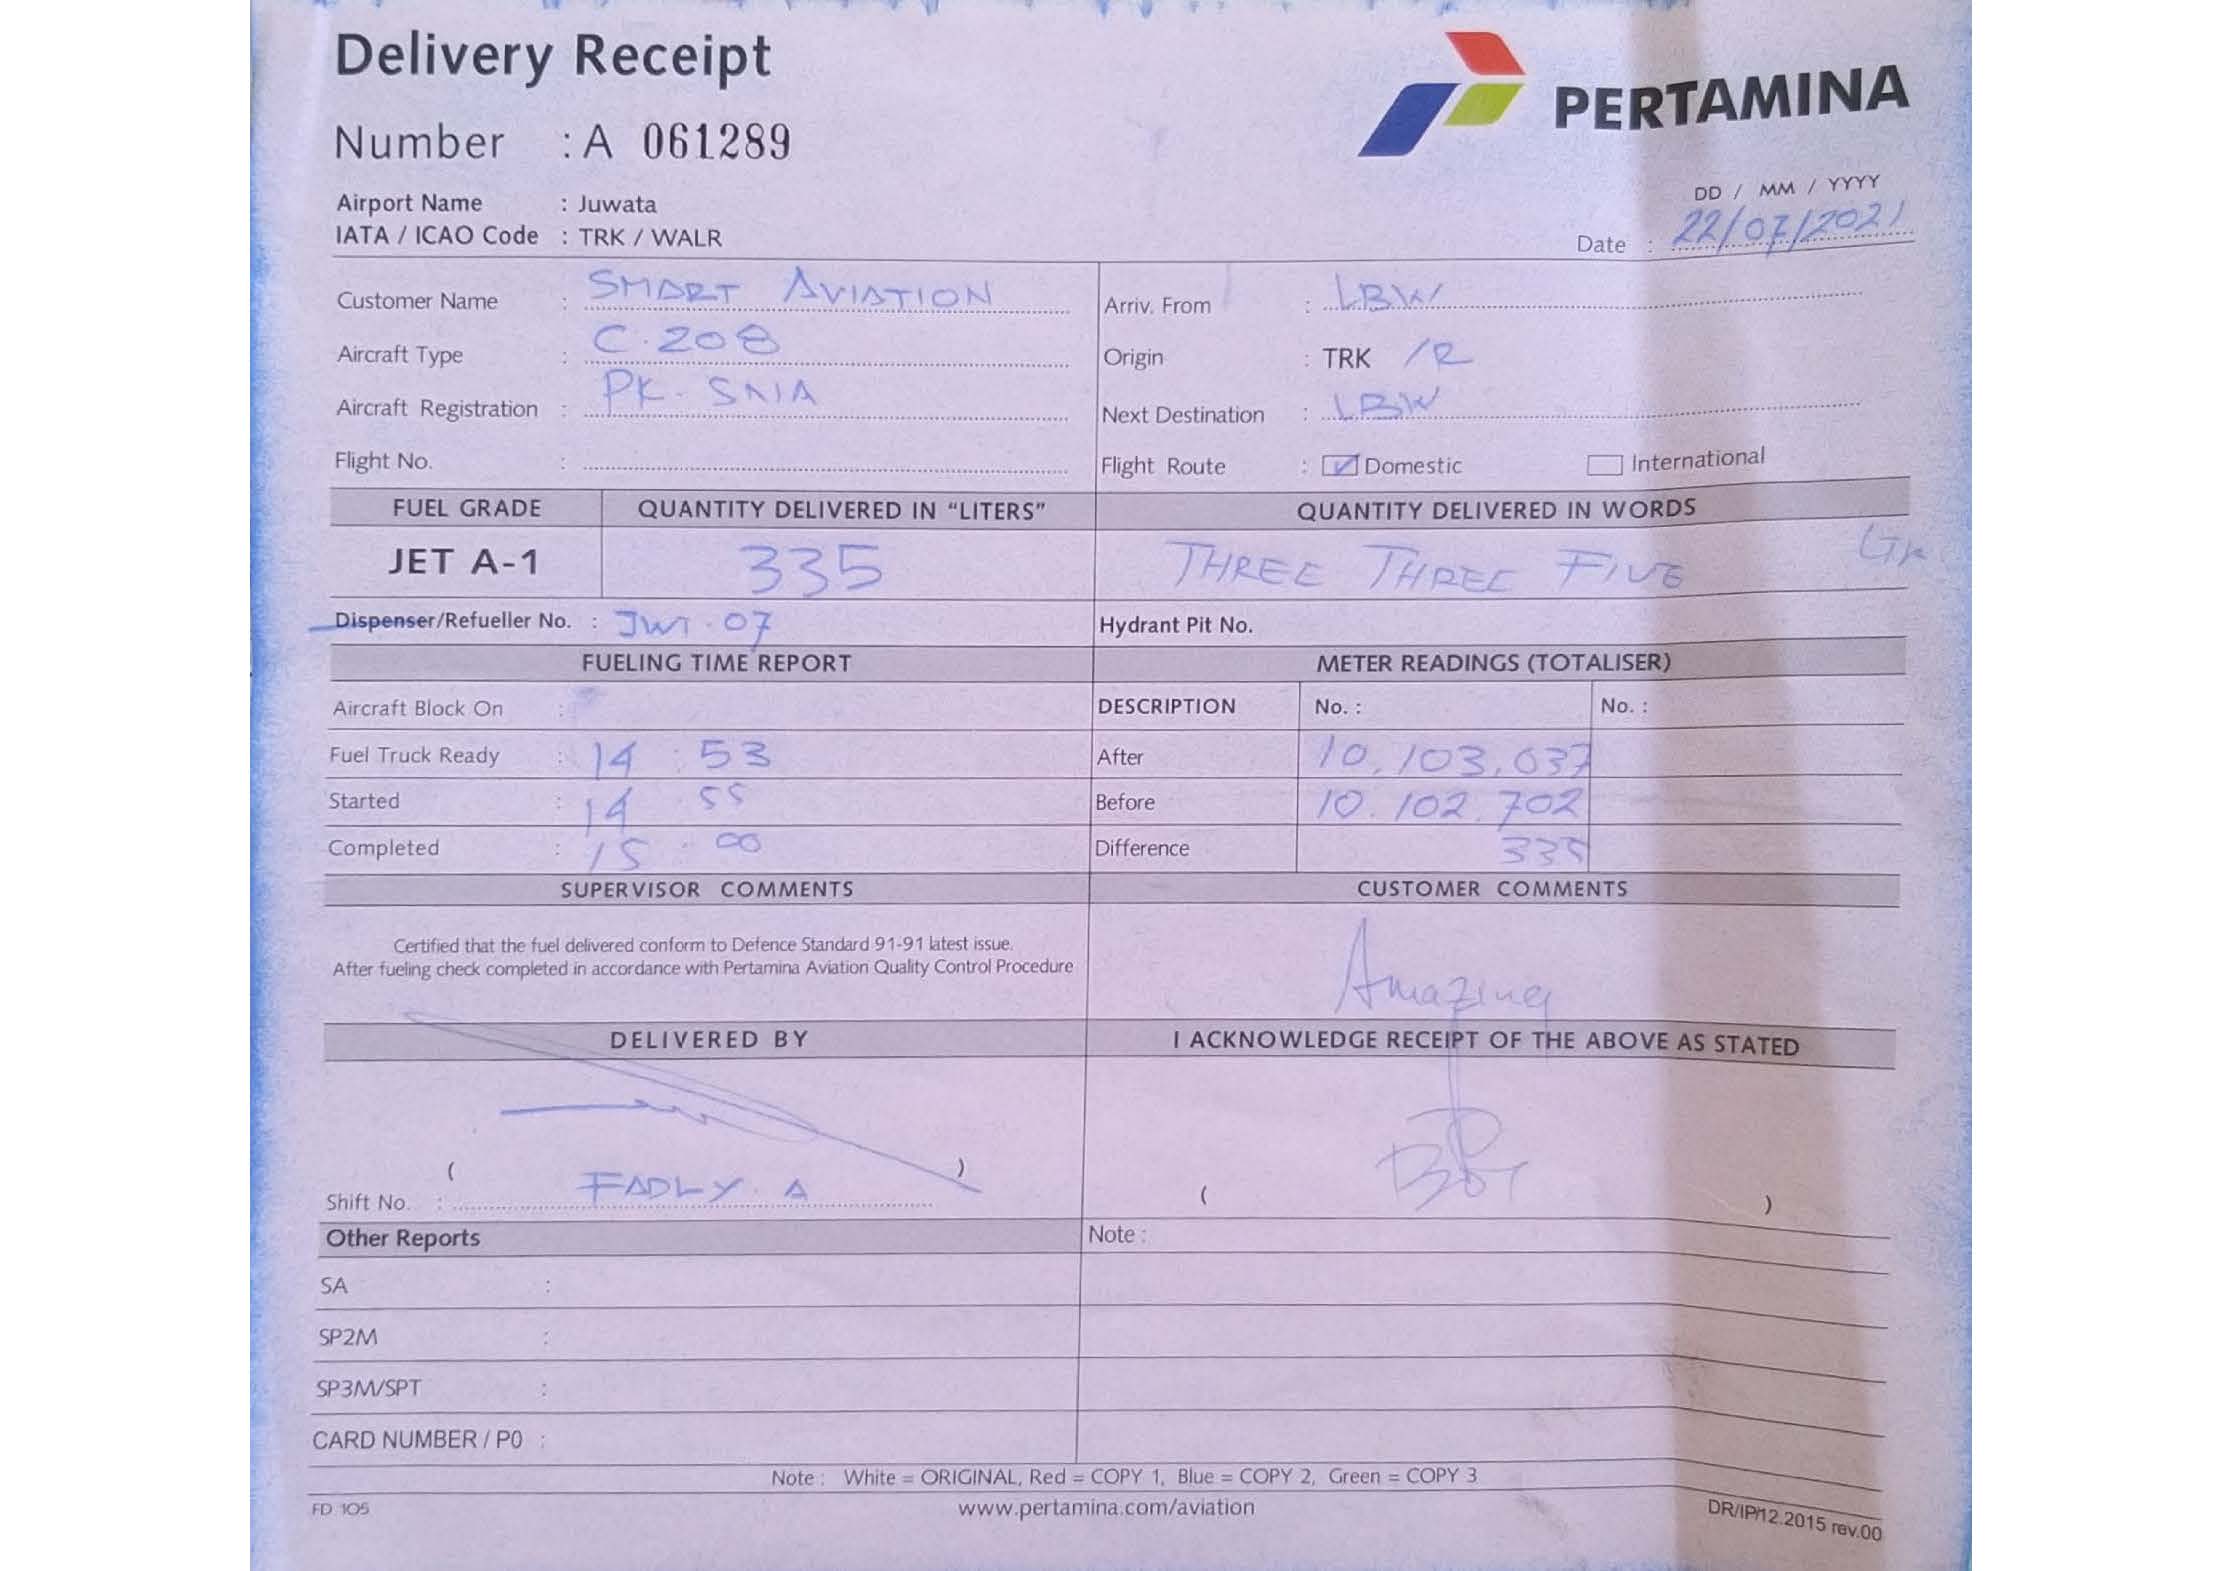 Delivery Receipt
PERTAMINA
Number : A 061289
Airport Name : Juwata
IATA / ICAO Code : TRK / WALR
DD / MM / YYYY
Date : 22/07/2021
Customer Name : SMART AVIATION
Arriv. From : LBW
Aircraft Type : C.208
Origin : TRK /R
Aircraft Registration : PK. SNIA
Next Destination : LBW
Flight No. :
Flight Route : Domestic International
FUEL GRADE QUANTITY DELIVERED IN "LITERS" QUANTITY DELIVERED IN WORDS
JET A-1 335 THREE THREE FIVE
Dispenser/Refueller No. : JWT.07 Hydrant Pit No.
FUELING TIME REPORT METER READINGS (TOTALISER)
Aircraft Block On : DESCRIPTION No. : No. :
Fuel Truck Ready : 14 : 53 After 10.103.037
Started : 14 55 Before 10.102.702
Completed : 15 . 00 Difference 335
SUPERVISOR COMMENTS CUSTOMER COMMENTS
Certified that the fuel delivered conform to Defence Standard 91-91 latest issue.
After fueling check completed in accordance with Pertamina Aviation Quality Control Procedure
Amazing
DELIVERED BY I ACKNOWLEDGE RECEIPT OF THE ABOVE AS STATED
( ) ( )
Shift No. : FADLY. A
Other Reports Note :
SA :
SP2M :
SP3M/SPT :
CARD NUMBER / P0 :
Note : White = ORIGINAL, Red = COPY 1, Blue = COPY 2, Green = COPY 3
FD 105 www.pertamina.com/aviation DR/IP/12.2015 rev.00